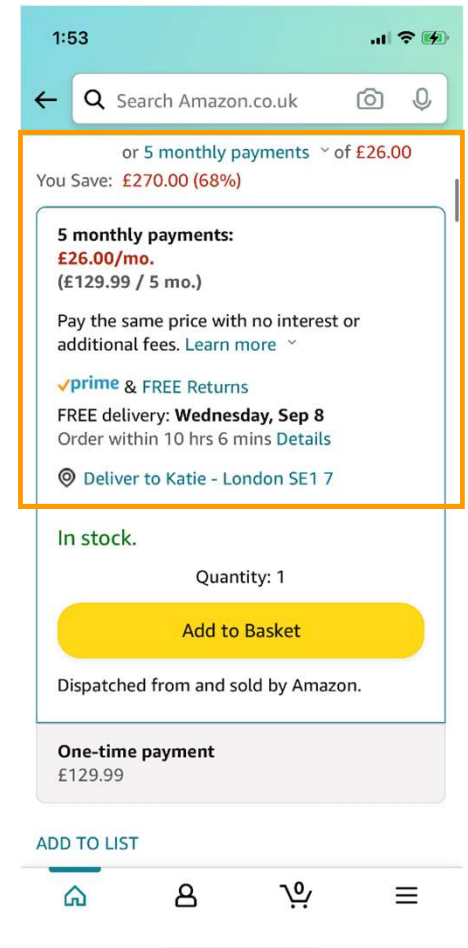 1:53
Search Amazon.co.uk
or 5 monthly payments of £26.00
You Save: £270.00 (68%)
5 monthly payments:
£26.00/mo.
(£129.99 / 5 mo.)
Pay the same price with no interest or
additional fees. Learn more
prime & FREE Returns
FREE delivery: Wednesday, Sep 8
Order within 10 hrs 6 mins Details
Deliver to Katie - London SE1 7
In stock.
Quantity: 1
Add to Basket
Dispatched from and sold by Amazon.
One-time payment
£129.99
ADD TO LIST
0